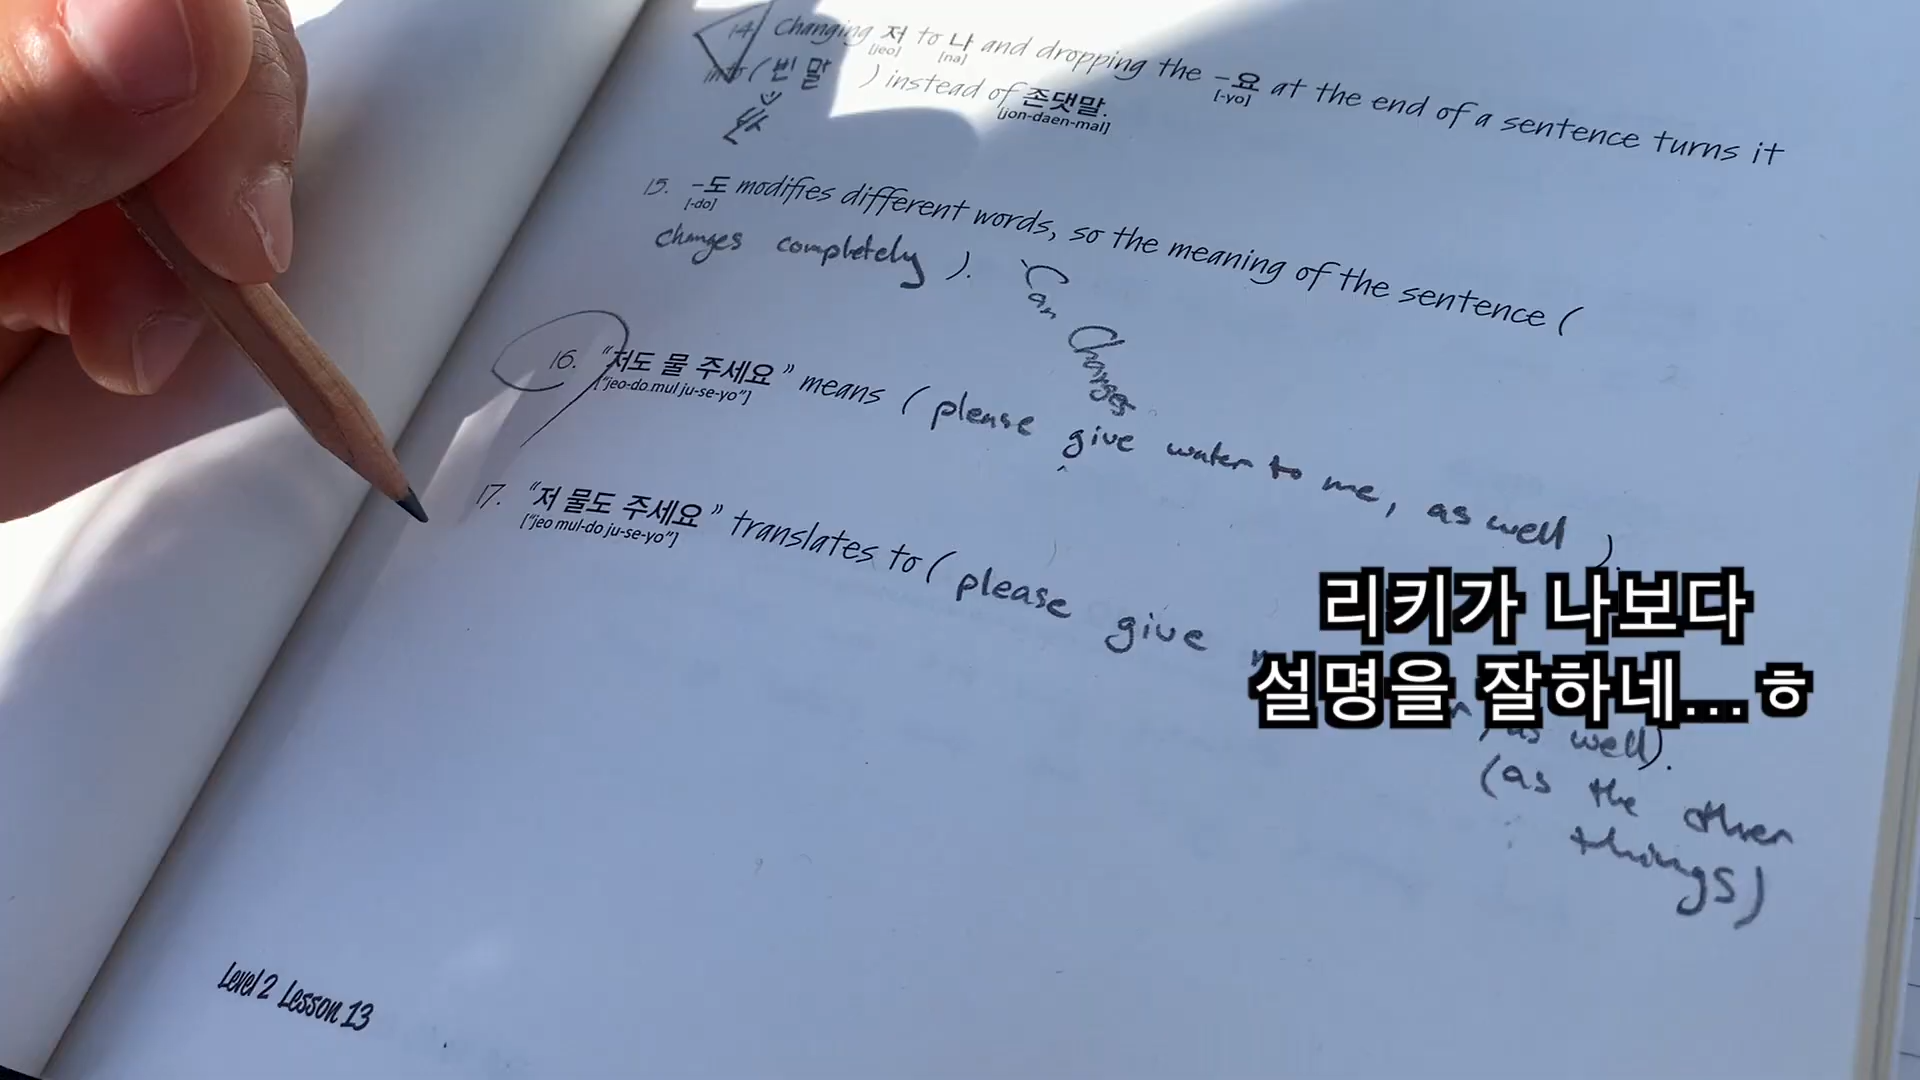 14. Changing 저 to 나 and dropping the -요 at the end of a sentence turns it
[jeo] [na] [-yo]
into (빈말 ) instead of 존댓말.
[jon-daen-mal]
반
15. -도 modifies different words, so the meaning of the sentence (
[-do]
changes completely ).
Can
Changes
16. "저도 물 주세요" means ( please give water to me, as well ).
["jeo-do mul ju-se-yo"]
17. "저 물도 주세요" translates to ( please give
["jeo mul-do ju-se-yo"]
, as well).
(as the other
things)
리키가 나보다
설명을 잘하네...ㅎ
Level 2 Lesson 13